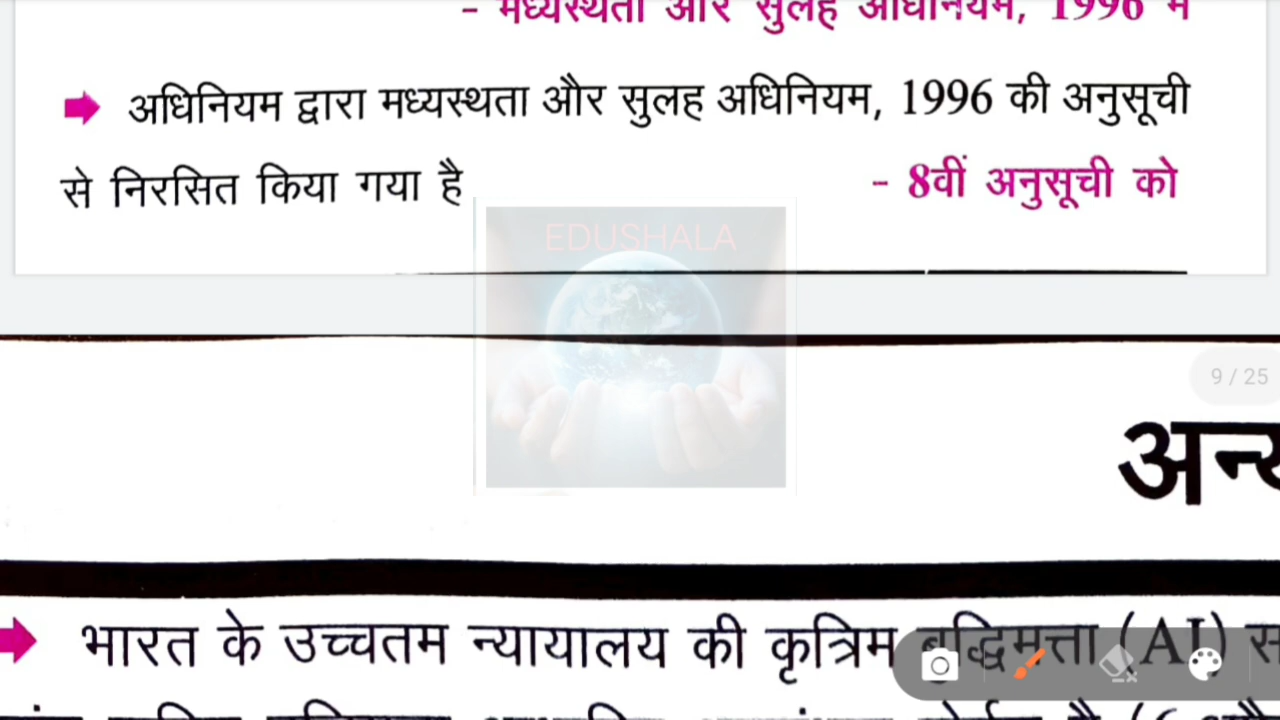 - मध्यस्थता और सुलह अधिनियम, 1996 में
अधिनियम द्वारा मध्यस्थता और सुलह अधिनियम, 1996 की अनुसूची
से निरसित किया गया है - 8वीं अनुसूची को
EDUSHALA
9 / 25
भारत के उच्चतम न्यायालय की कृत्रिम बुद्धिमत्ता (AI)